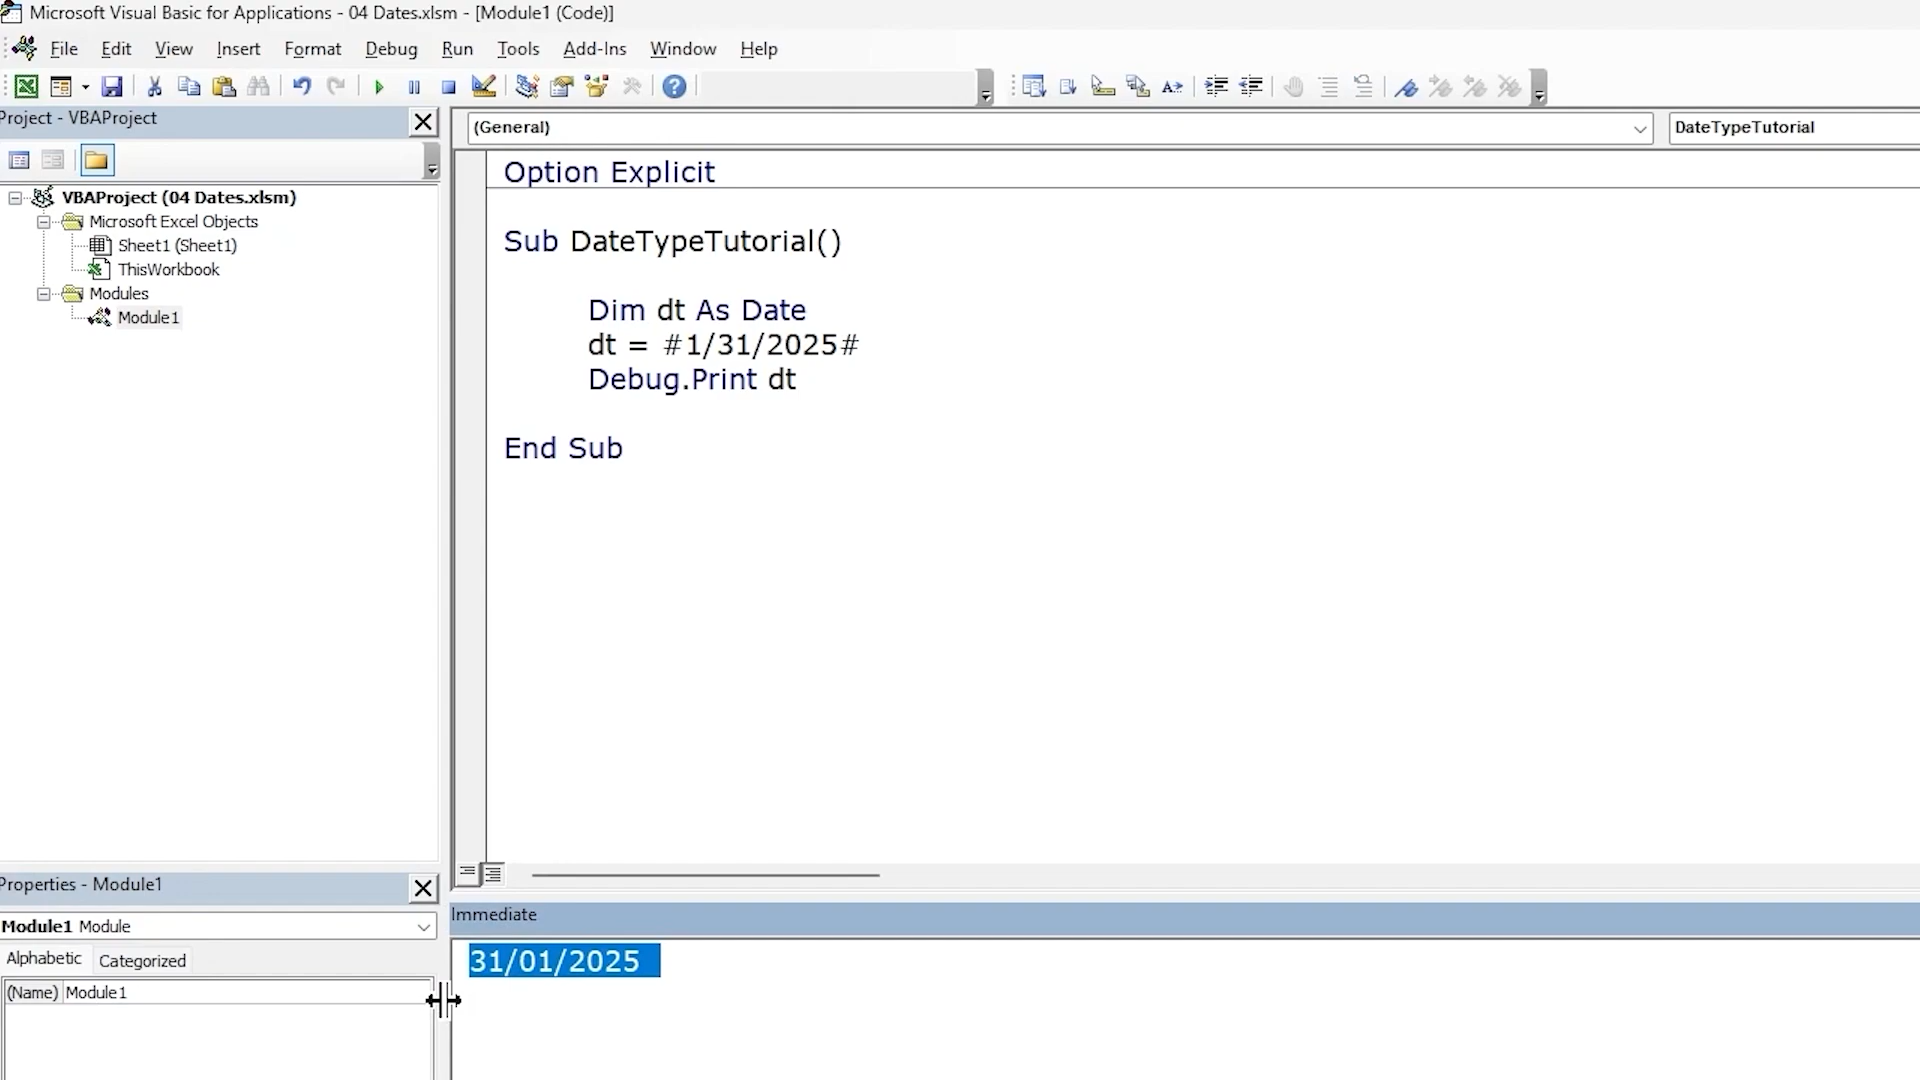 Microsoft Visual Basic for Applications - 04 Dates.xlsm - [Module1 (Code)]
File Edit View Insert Format Debug Run Tools Add-Ins Window Help
Project - VBAProject
(General)
DateTypeTutorial
VBAProject (04 Dates.xlsm)
Microsoft Excel Objects
Sheet1 (Sheet1)
ThisWorkbook
Modules
Module1
Option Explicit
Sub DateTypeTutorial()
Dim dt As Date
dt = #1/31/2025#
Debug.Print dt
End Sub
Properties - Module1
Module1 Module
Alphabetic Categorized
(Name) Module1
Immediate
31/01/2025